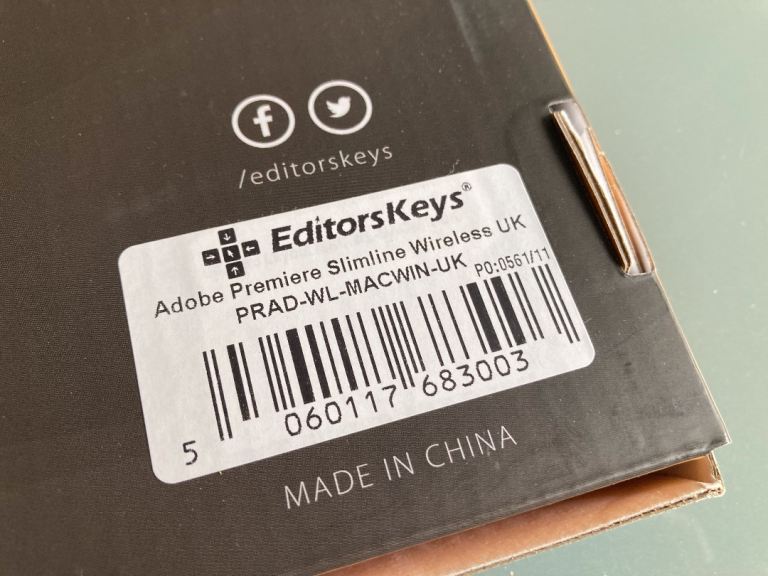 /editorskeys
EditorsKeys®
Adobe Premiere Slimline Wireless UK
PRAD-WL-MACWIN-UK PO:0561/11
5 060117 683003
MADE IN CHINA